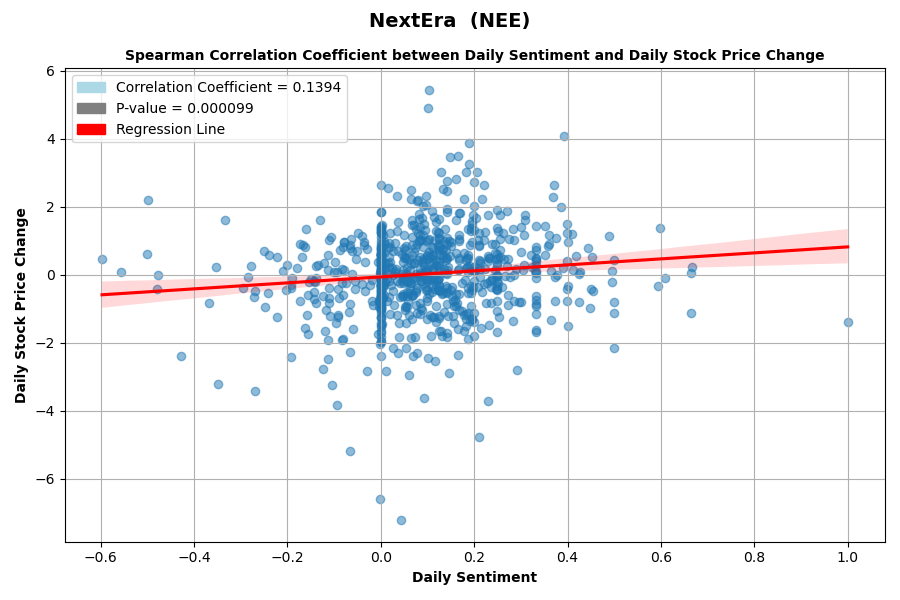 NextEra  (NEE)
Spearman Correlation Coefficient between Daily Sentiment and Daily Stock Price Change
Correlation Coefficient = 0.1394
P-value = 0.000099
Regression Line
6
4
2
0
−2
−4
−6
Daily Stock Price Change
−0.6
−0.4
−0.2
0.0
0.2
0.4
0.6
0.8
1.0
Daily Sentiment